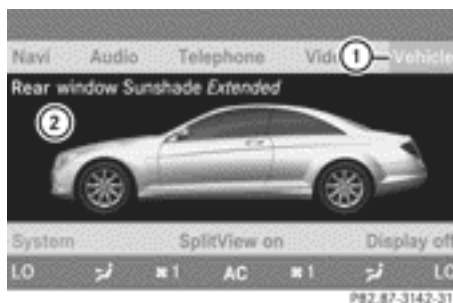 Navi Audio Telephone Vid 1 Vehicle
Rear window Sunshade Extended
2
System SplitView on Display off
LO 1 AC 1 LO
P82.87-3142-31